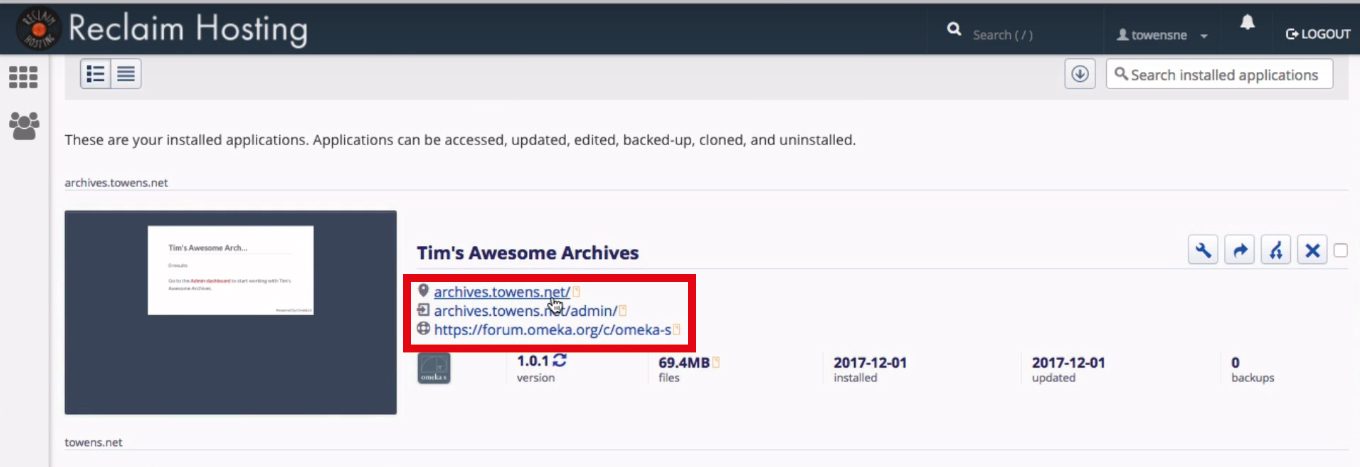 Reclaim Hosting
Search ( / )
towensne
LOGOUT
Search installed applications
These are your installed applications. Applications can be accessed, updated, edited, backed-up, cloned, and uninstalled.
archives.towens.net
Tim's Awesome Arch...
Go to the Admin dashboard to start working with Tim's
Awesome Archives.
Tim's Awesome Archives
archives.towens.net/
archives.towens.net/admin/
https://forum.omeka.org/c/omeka-s
omeka s
1.0.1 69.4MB 2017-12-01 2017-12-01 0
version files installed updated backups
towens.net